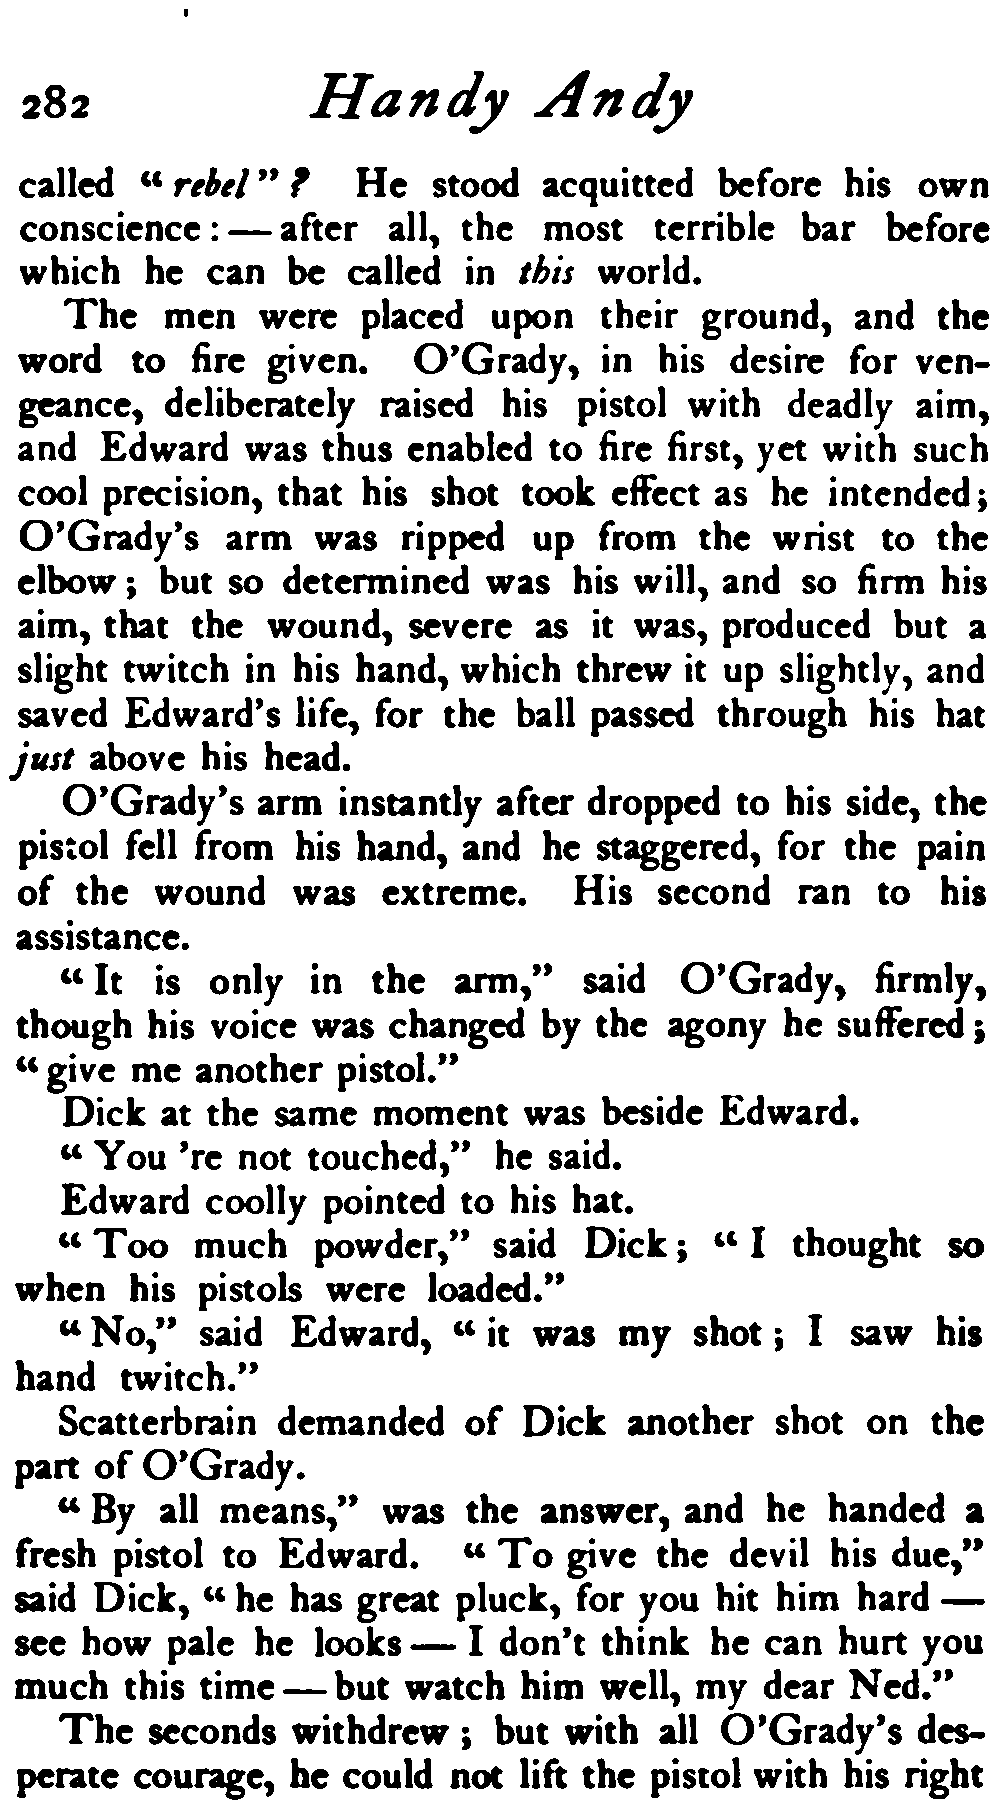 282 Handy Andy
called “rebel”? He stood acquitted before his own
conscience:—after all, the most terrible bar before
which he can be called in this world.
The men were placed upon their ground, and the
word to fire given. O’Grady, in his desire for ven-
geance, deliberately raised his pistol with deadly aim,
and Edward was thus enabled to fire first, yet with such
cool precision, that his shot took effect as he intended;
O’Grady’s arm was ripped up from the wrist to the
elbow; but so determined was his will, and so firm his
aim, that the wound, severe as it was, produced but a
slight twitch in his hand, which threw it up slightly, and
saved Edward’s life, for the ball passed through his hat
just above his head.
O’Grady’s arm instantly after dropped to his side, the
pistol fell from his hand, and he staggered, for the pain
of the wound was extreme. His second ran to his
assistance.
“It is only in the arm,” said O’Grady, firmly,
though his voice was changed by the agony he suffered;
“give me another pistol.”
Dick at the same moment was beside Edward.
“You ’re not touched,” he said.
Edward coolly pointed to his hat.
“Too much powder,” said Dick; “I thought so
when his pistols were loaded.”
“No,” said Edward, “it was my shot; I saw his
hand twitch.”
Scatterbrain demanded of Dick another shot on the
part of O’Grady.
“By all means,” was the answer, and he handed a
fresh pistol to Edward. “To give the devil his due,”
said Dick, “he has great pluck, for you hit him hard—
see how pale he looks—I don’t think he can hurt you
much this time—but watch him well, my dear Ned.”
The seconds withdrew; but with all O’Grady’s des-
perate courage, he could not lift the pistol with his right